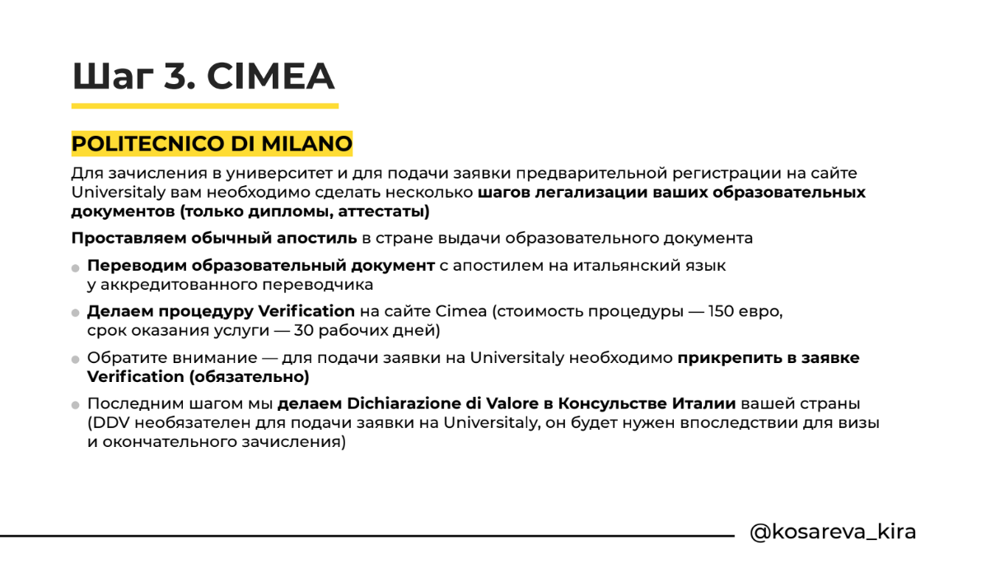 Шаг 3. CIMEA
POLITECNICO DI MILANO
Для зачисления в университет и для подачи заявки предварительной регистрации на сайте
Universitaly вам необходимо сделать несколько шагов легализации ваших образовательных
документов (только дипломы, аттестаты)
Проставляем обычный апостиль в стране выдачи образовательного документа
Переводим образовательный документ с апостилем на итальянский язык
у аккредитованного переводчика
Делаем процедуру Verification на сайте Cimea (стоимость процедуры — 150 евро,
срок оказания услуги — 30 рабочих дней)
Обратите внимание — для подачи заявки на Universitaly необходимо прикрепить в заявке
Verification (обязательно)
Последним шагом мы делаем Dichiarazione di Valore в Консульстве Италии вашей страны
(DDV необязателен для подачи заявки на Universitaly, он будет нужен впоследствии для визы
и окончательного зачисления)
@kosareva_kira